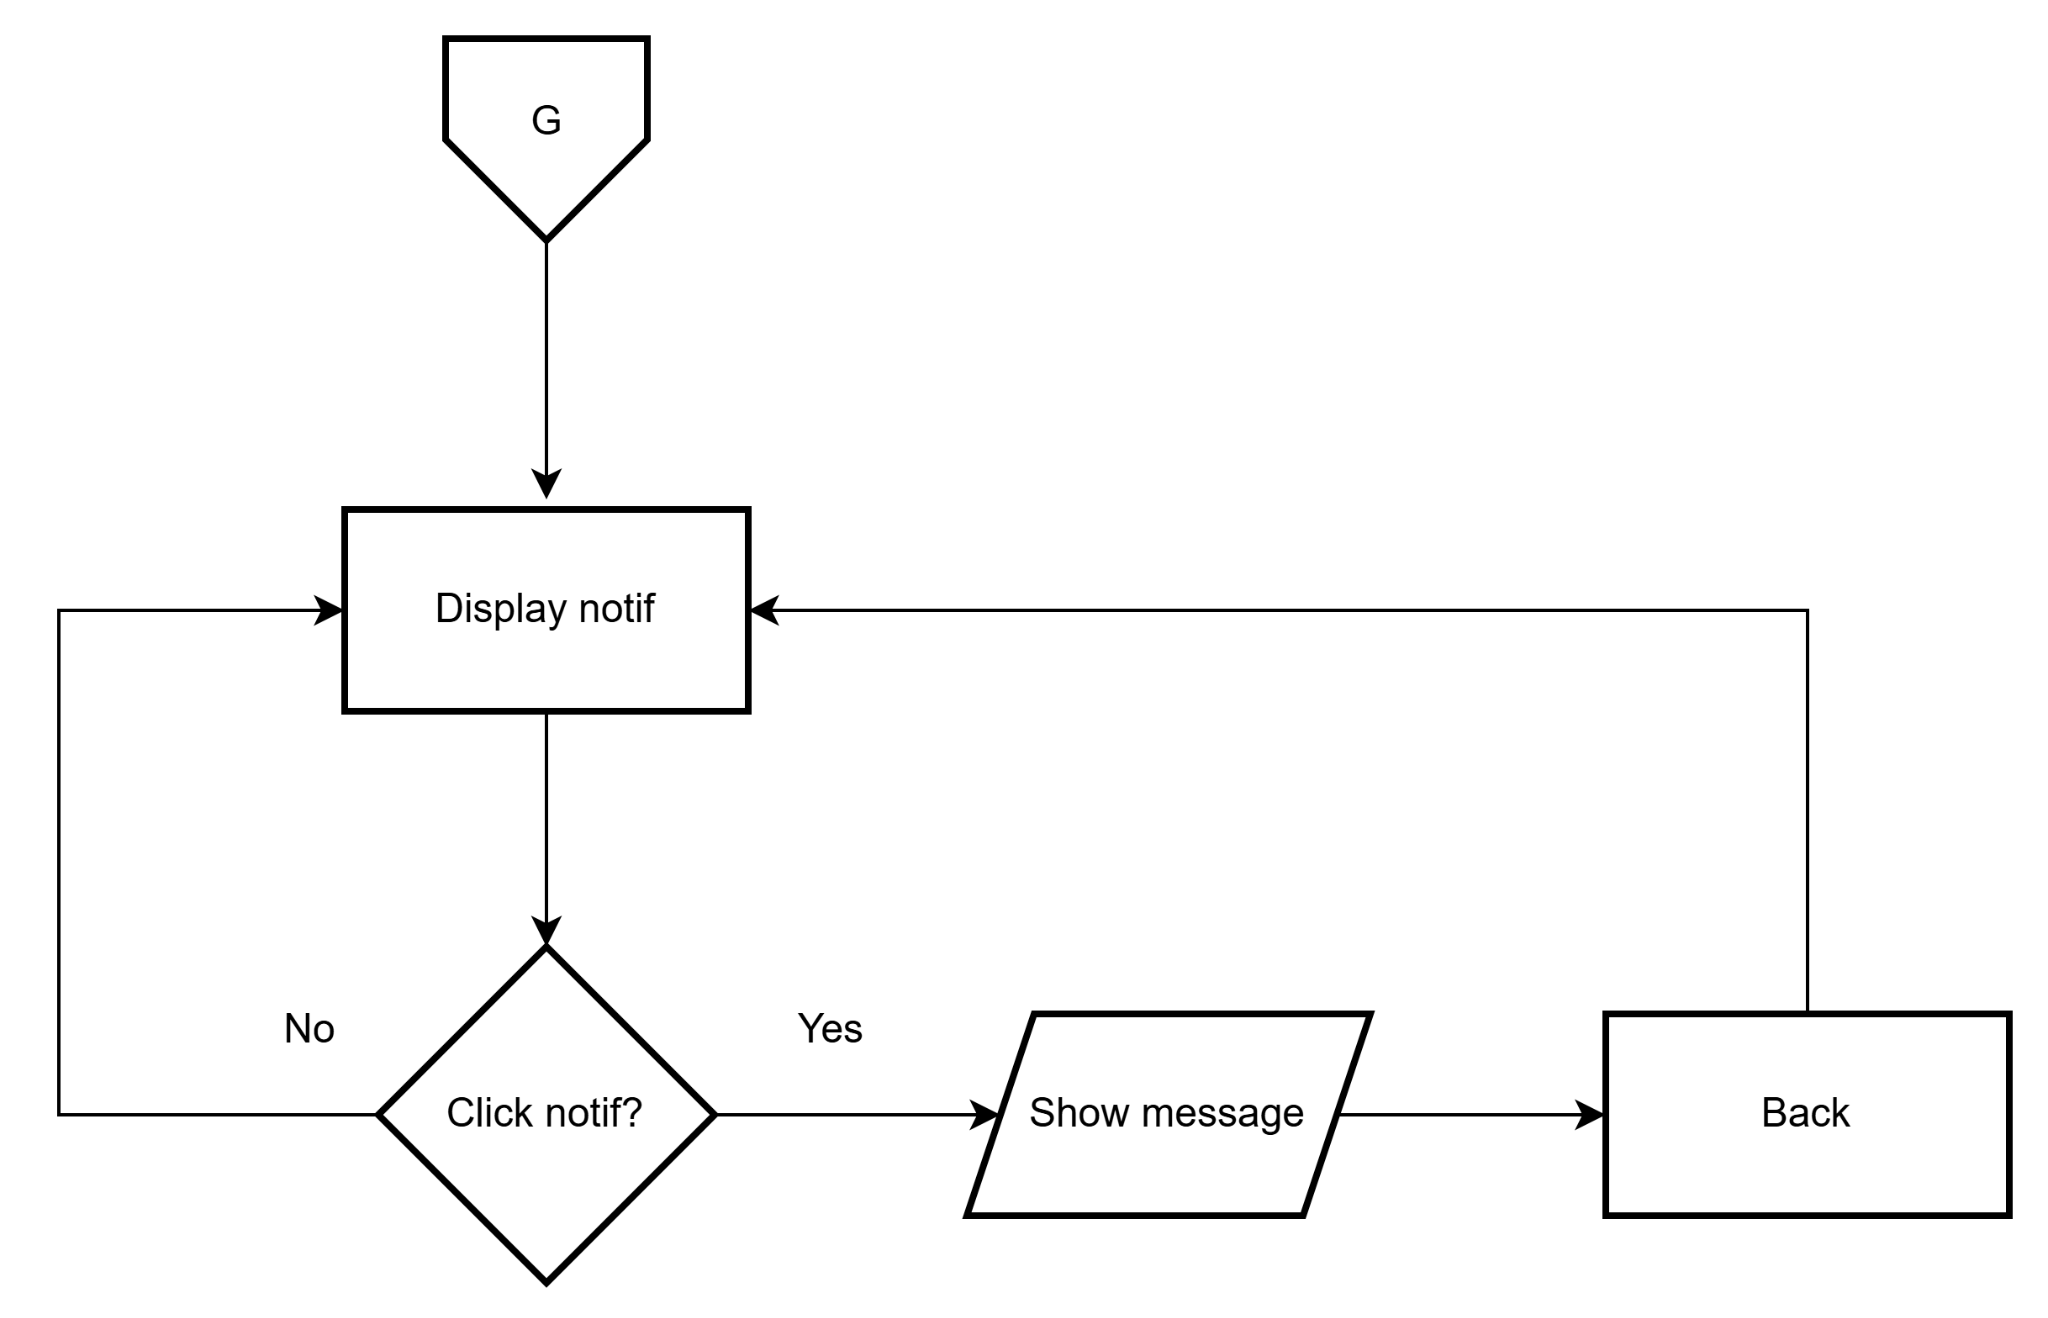 G
Display notif
No
Yes
Click notif?
Show message
Back